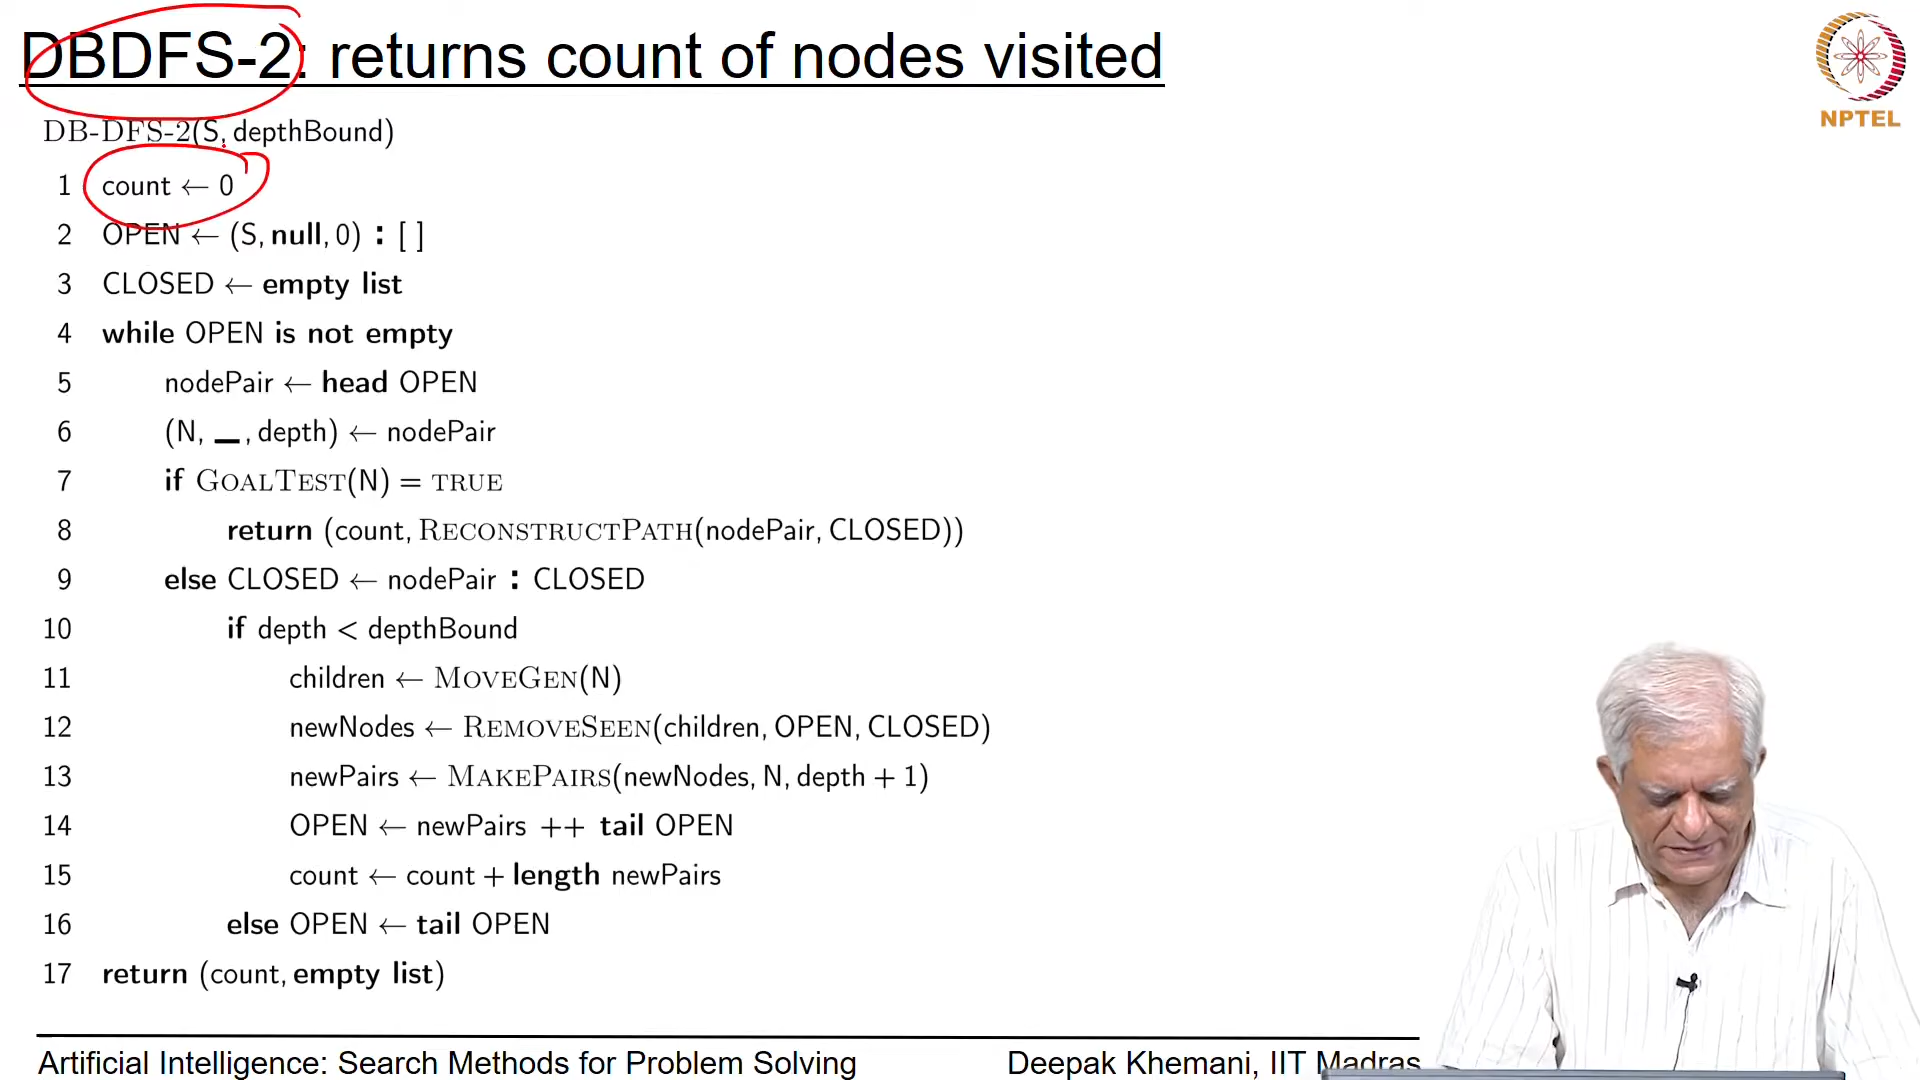 DBDFS-2: returns count of nodes visited
NPTEL
DB-DFS-2(S, depthBound)
1 count ← 0
2 OPEN ← (S, null, 0) : [ ]
3 CLOSED ← empty list
4 while OPEN is not empty
5 nodePair ← head OPEN
6 (N, _, depth) ← nodePair
7 if GOALTEST(N) = TRUE
8 return (count, RECONSTRUCTPATH(nodePair, CLOSED))
9 else CLOSED ← nodePair : CLOSED
10 if depth < depthBound
11 children ← MOVEGEN(N)
12 newNodes ← REMOVESEEN(children, OPEN, CLOSED)
13 newPairs ← MAKEPAIRS(newNodes, N, depth + 1)
14 OPEN ← newPairs ++ tail OPEN
15 count ← count + length newPairs
16 else OPEN ← tail OPEN
17 return (count, empty list)
Artificial Intelligence: Search Methods for Problem Solving
Deepak Khemani, IIT Madras